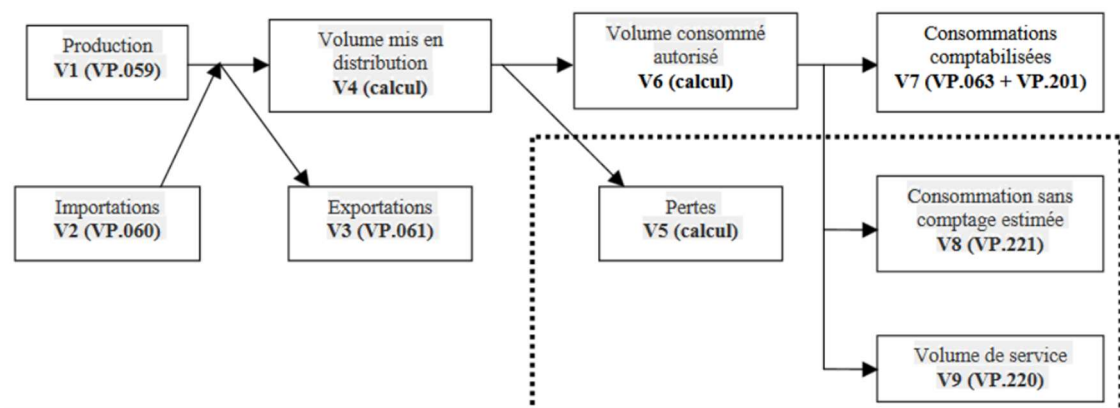 Production
V1 (VP.059)
Volume mis en
distribution
V4 (calcul)
Volume consommé
autorisé
V6 (calcul)
Consommations
comptabilisées
V7 (VP.063 + VP.201)
Importations
V2 (VP.060)
Exportations
V3 (VP.061)
Pertes
V5 (calcul)
Consommation sans
comptage estimée
V8 (VP.221)
Volume de service
V9 (VP.220)